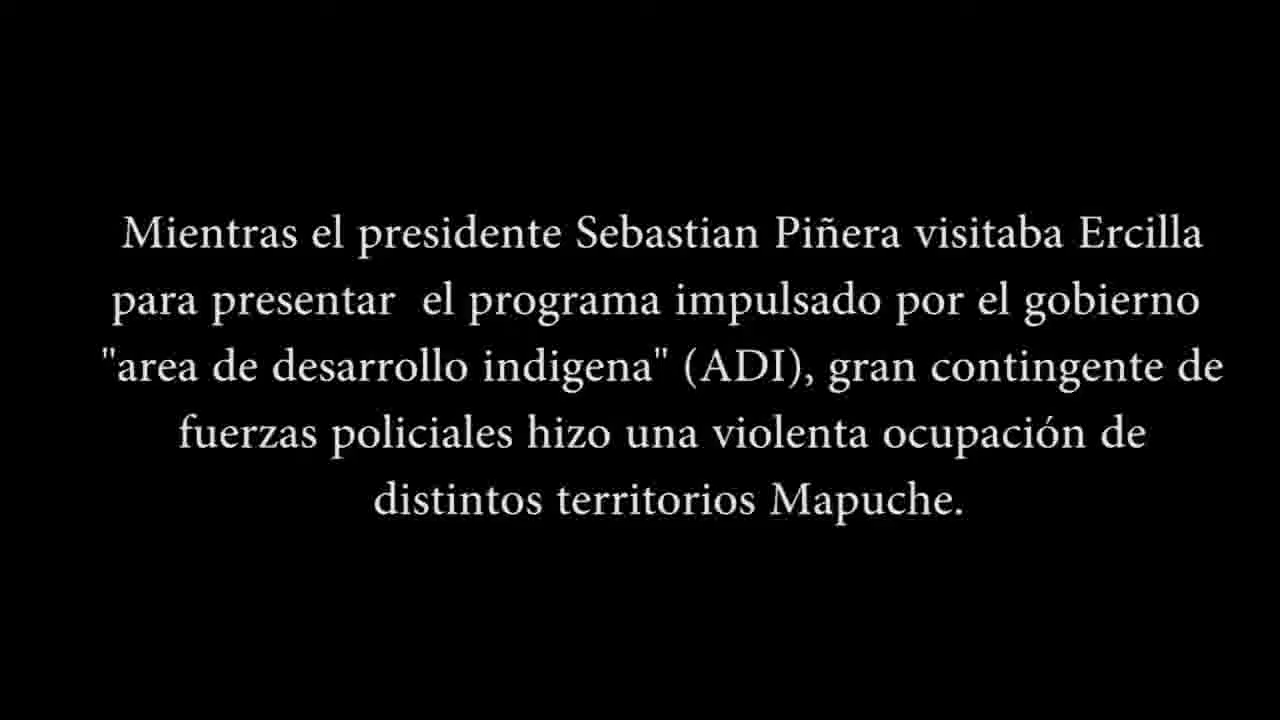 Mientras el presidente Sebastian Piñera visitaba Ercilla
para presentar  el programa impulsado por el gobierno
"area de desarrollo indigena" (ADI), gran contingente de
fuerzas policiales hizo una violenta ocupación de
distintos territorios Mapuche.